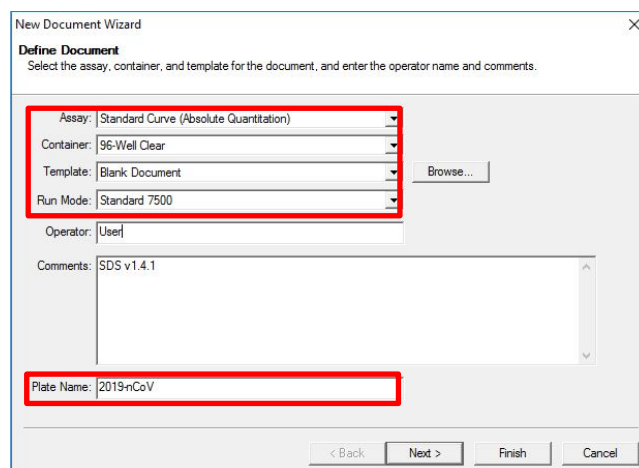 New Document Wizard
Define Document
Select the assay, container, and template for the document, and enter the operator name and comments.
Assay: Standard Curve (Absolute Quantitation)
Container: 96-Well Clear
Template: Blank Document Browse...
Run Mode: Standard 7500
Operator: User
Comments: SDS v1.4.1
Plate Name: 2019-nCoV
< Back Next > Finish Cancel